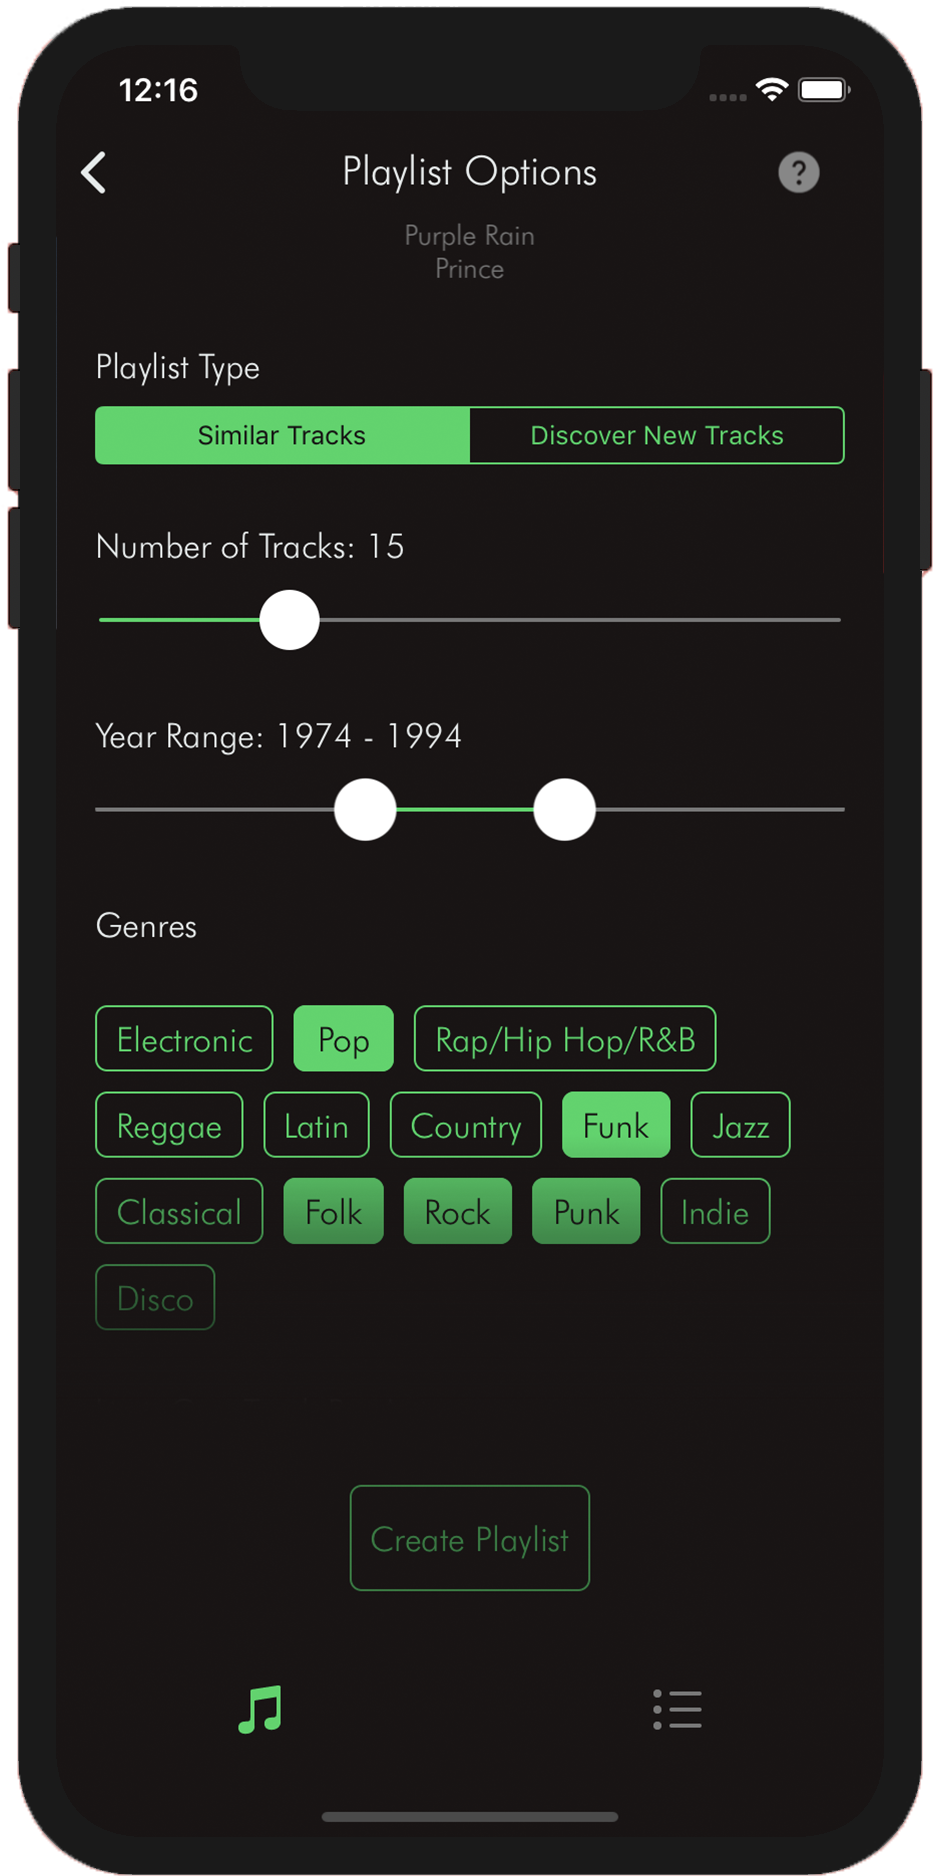 12:16
Playlist Options ?
Purple Rain
Prince
Playlist Type
Similar Tracks Discover New Tracks
Number of Tracks: 15
Year Range: 1974 - 1994
Genres
Electronic Pop Rap/Hip Hop/R&B
Reggae Latin Country Funk Jazz
Classical Folk Rock Punk Indie
Disco
Create Playlist